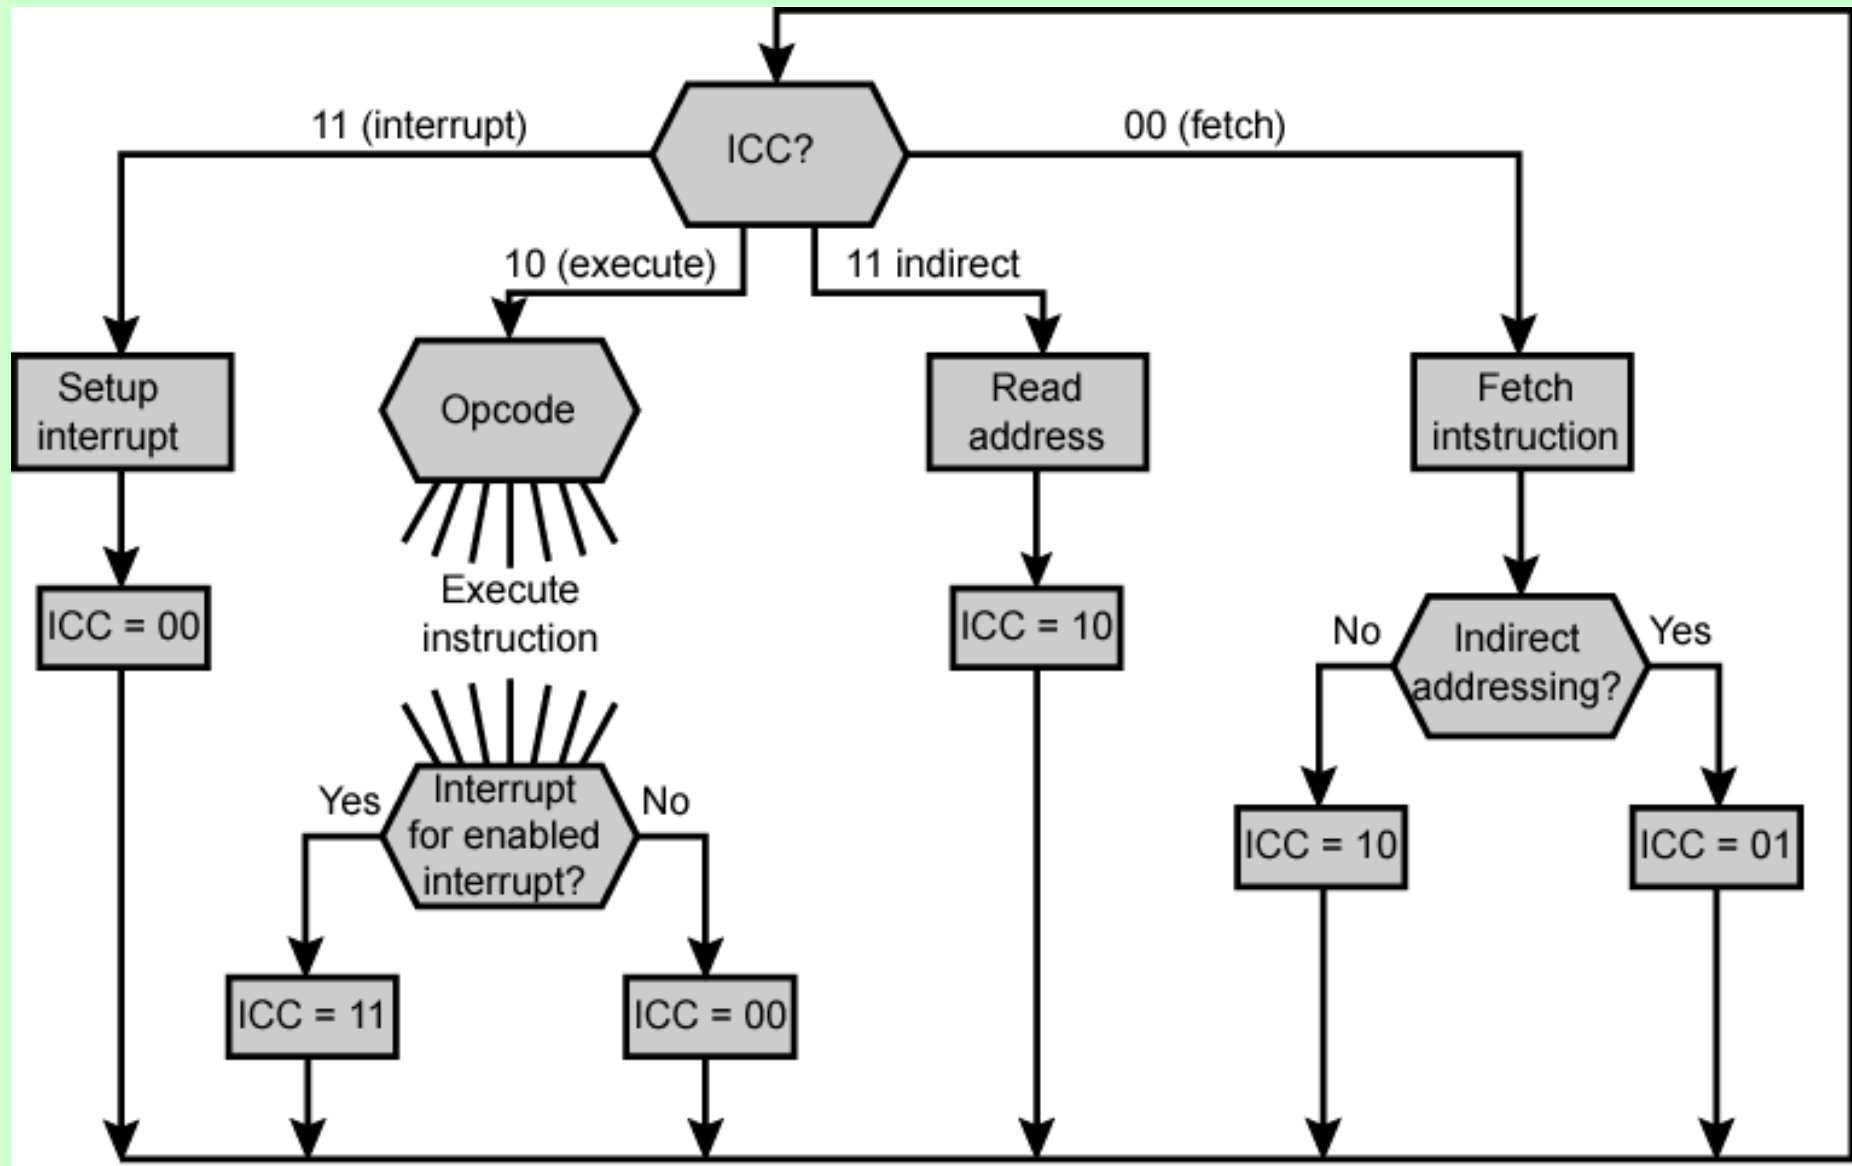 11 (interrupt)
ICC?
00 (fetch)
10 (execute)
11 indirect
Setup
interrupt
Opcode
Read
address
Fetch
intstruction
ICC = 00
Execute
instruction
ICC = 10
No
Indirect
addressing?
Yes
Yes
Interrupt
for enabled
interrupt?
No
ICC = 10
ICC = 01
ICC = 11
ICC = 00